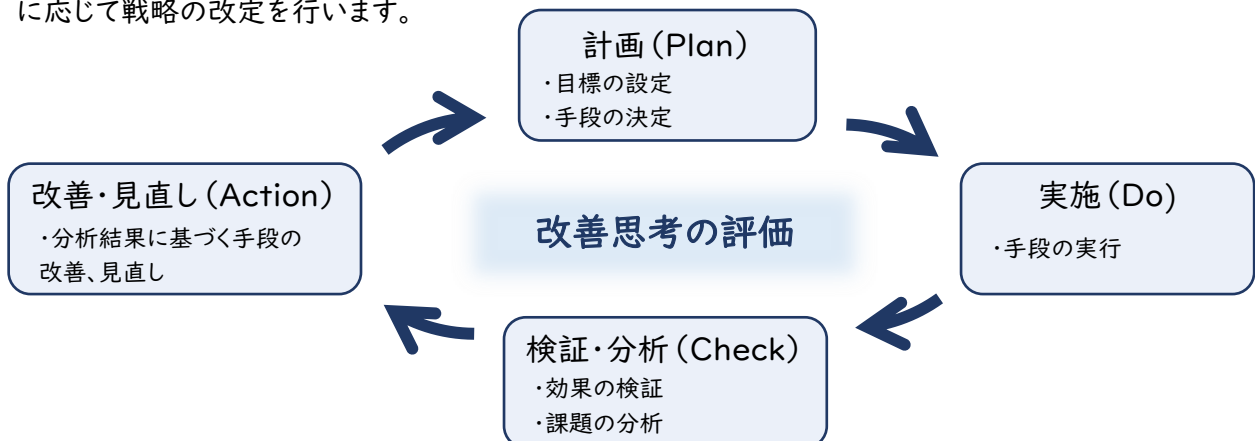 に応じて戦略の改定を行います。
計画(Plan)
・目標の設定
・手段の決定
改善・見直し(Action)
・分析結果に基づく手段の
改善、見直し
改善思考の評価
実施(Do)
・手段の実行
検証・分析(Check)
・効果の検証
・課題の分析